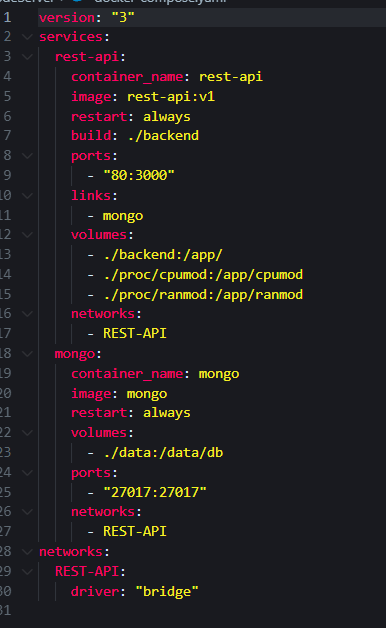 docker-compose.yaml
1 version: "3"
2 services:
3 rest-api:
4 container_name: rest-api
5 image: rest-api:v1
6 restart: always
7 build: ./backend
8 ports:
9 - "80:3000"
10 links:
11 - mongo
12 volumes:
13 - ./backend:/app/
14 - ./proc/cpumod:/app/cpumod
15 - ./proc/ranmod:/app/ranmod
16 networks:
17 - REST-API
18 mongo:
19 container_name: mongo
20 image: mongo
21 restart: always
22 volumes:
23 - ./data:/data/db
24 ports:
25 - "27017:27017"
26 networks:
27 - REST-API
28 networks:
29 REST-API:
30 driver: "bridge"
31